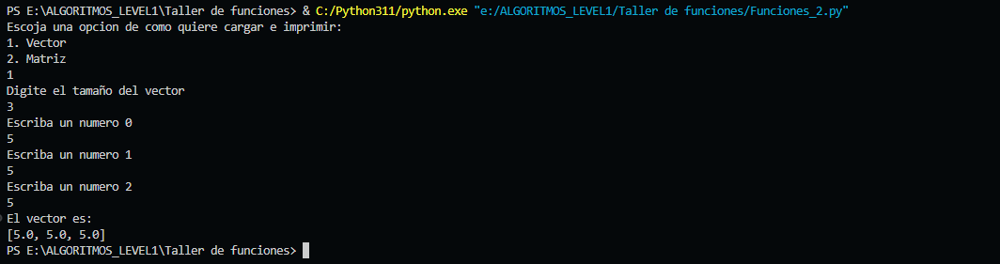 PS E:\ALGORITMOS_LEVEL1\Taller de funciones> & C:/Python311/python.exe "e:/ALGORITMOS_LEVEL1/Taller de funciones/Funciones_2.py"
Escoja una opcion de como quiere cargar e imprimir:
1. Vector
2. Matriz
1
Digite el tamaño del vector
3
Escriba un numero 0
5
Escriba un numero 1
5
Escriba un numero 2
5
El vector es:
[5.0, 5.0, 5.0]
PS E:\ALGORITMOS_LEVEL1\Taller de funciones>